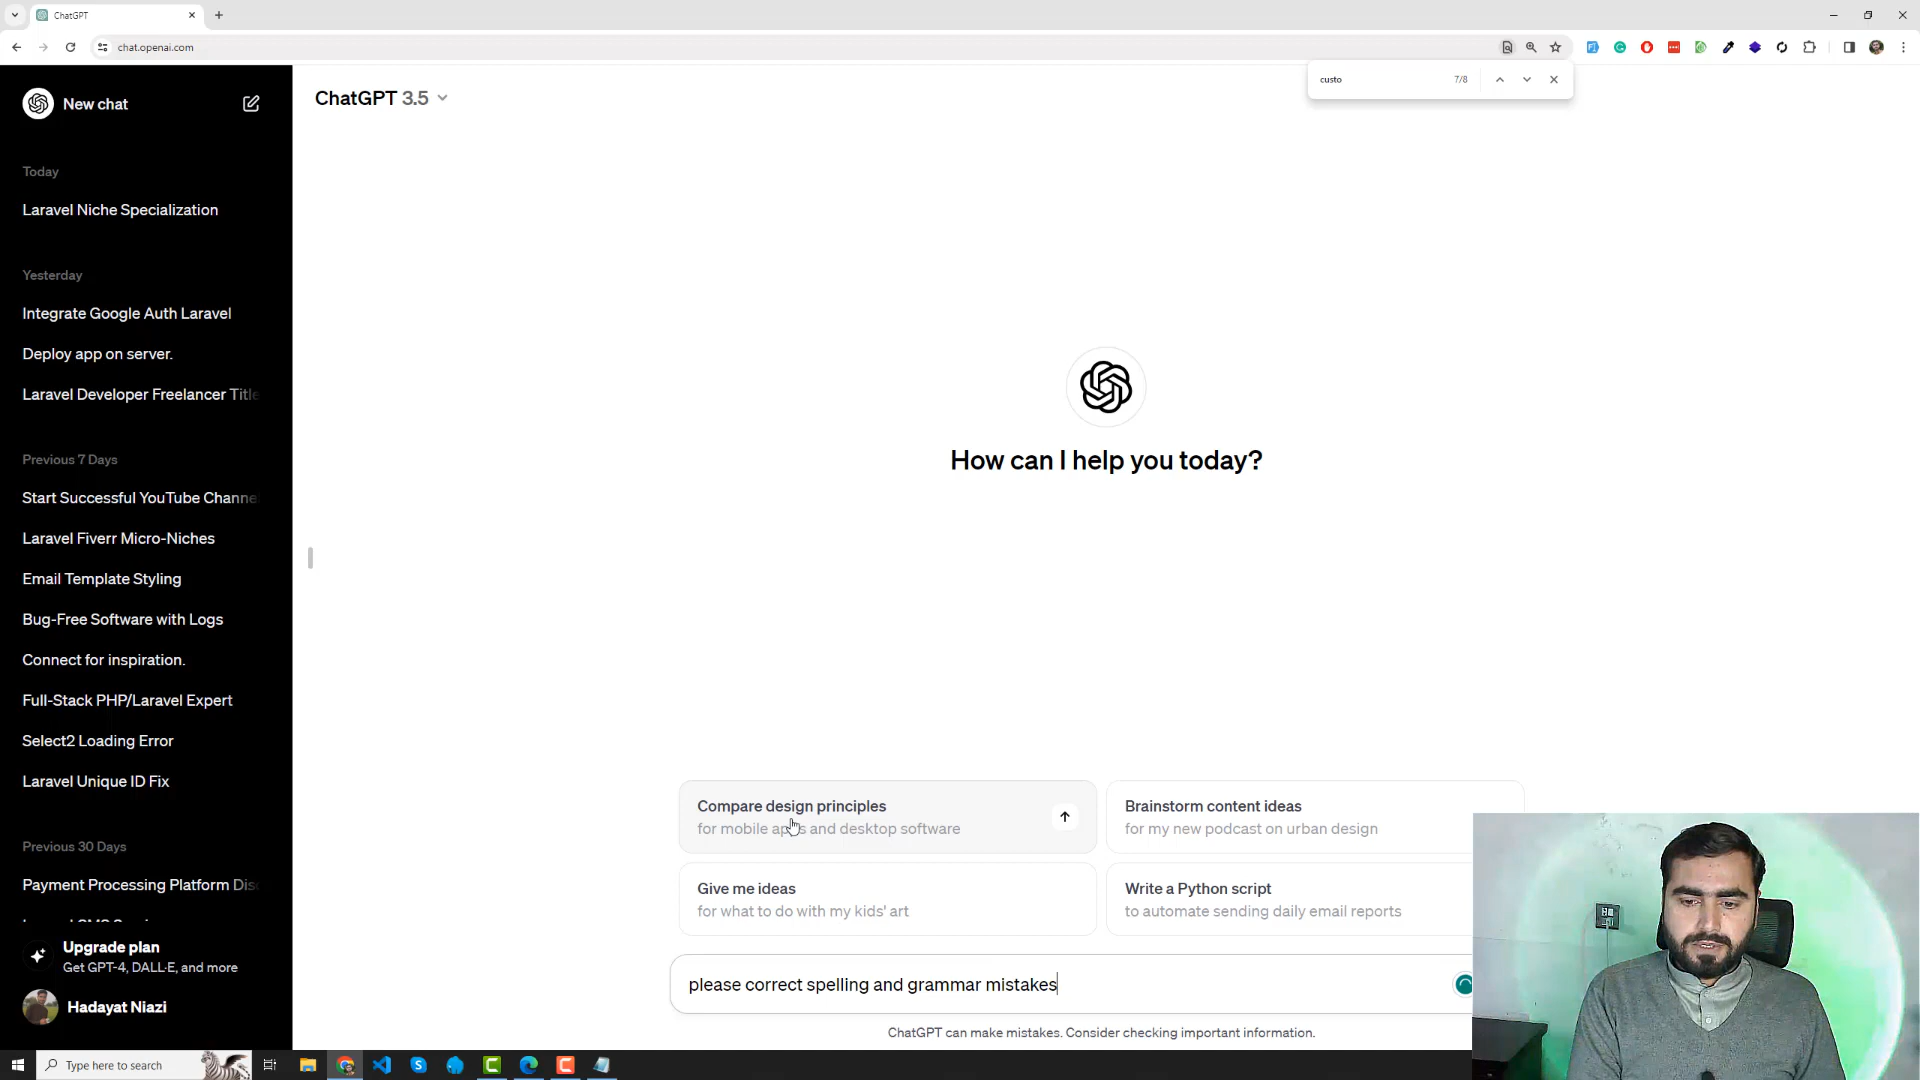 ChatGPT
chat.openai.com
custo
7/8
New chat
ChatGPT 3.5
Today
Laravel Niche Specialization
Yesterday
Integrate Google Auth Laravel
Deploy app on server.
Laravel Developer Freelancer Title
Previous 7 Days
Start Successful YouTube Channe
Laravel Fiverr Micro-Niches
Email Template Styling
Bug-Free Software with Logs
Connect for inspiration.
Full-Stack PHP/Laravel Expert
Select2 Loading Error
Laravel Unique ID Fix
Previous 30 Days
Payment Processing Platform Dis
Upgrade plan
Get GPT-4, DALL·E, and more
Hadayat Niazi
How can I help you today?
Compare design principles
for mobile apps and desktop software
Brainstorm content ideas
for my new podcast on urban design
Give me ideas
for what to do with my kids' art
Write a Python script
to automate sending daily email reports
please correct spelling and grammar mistakes
ChatGPT can make mistakes. Consider checking important information.
Type here to search